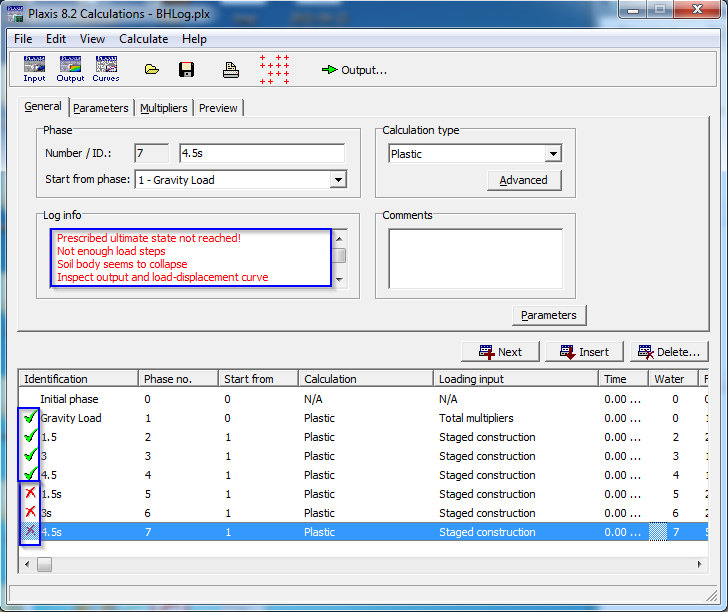 Plaxis 8.2 Calculations - BHLog.plx
File Edit View Calculate Help
Input Output Curves Output...
General Parameters Multipliers Preview
Phase
Number / ID.: 7 4.5s
Start from phase: 1 - Gravity Load
Calculation type
Plastic
Advanced
Log info
Prescribed ultimate state not reached!
Not enough load steps
Soil body seems to collapse
Inspect output and load-displacement curve
Comments
Parameters
Next Insert Delete...
Identification Phase no. Start from Calculation Loading input Time Water F
Initial phase 0 0 N/A N/A 0.00 ... 0 0
Gravity Load 1 0 Plastic Total multipliers 0.00 ... 0 1
1.5 2 1 Plastic Staged construction 0.00 ... 2 2
3 3 1 Plastic Staged construction 0.00 ... 3 1
4.5 4 1 Plastic Staged construction 0.00 ... 4 1
1.5s 5 1 Plastic Staged construction 0.00 ... 5 2
3s 6 1 Plastic Staged construction 0.00 ... 6 2
4.5s 7 1 Plastic Staged construction 0.00 ... 7 5